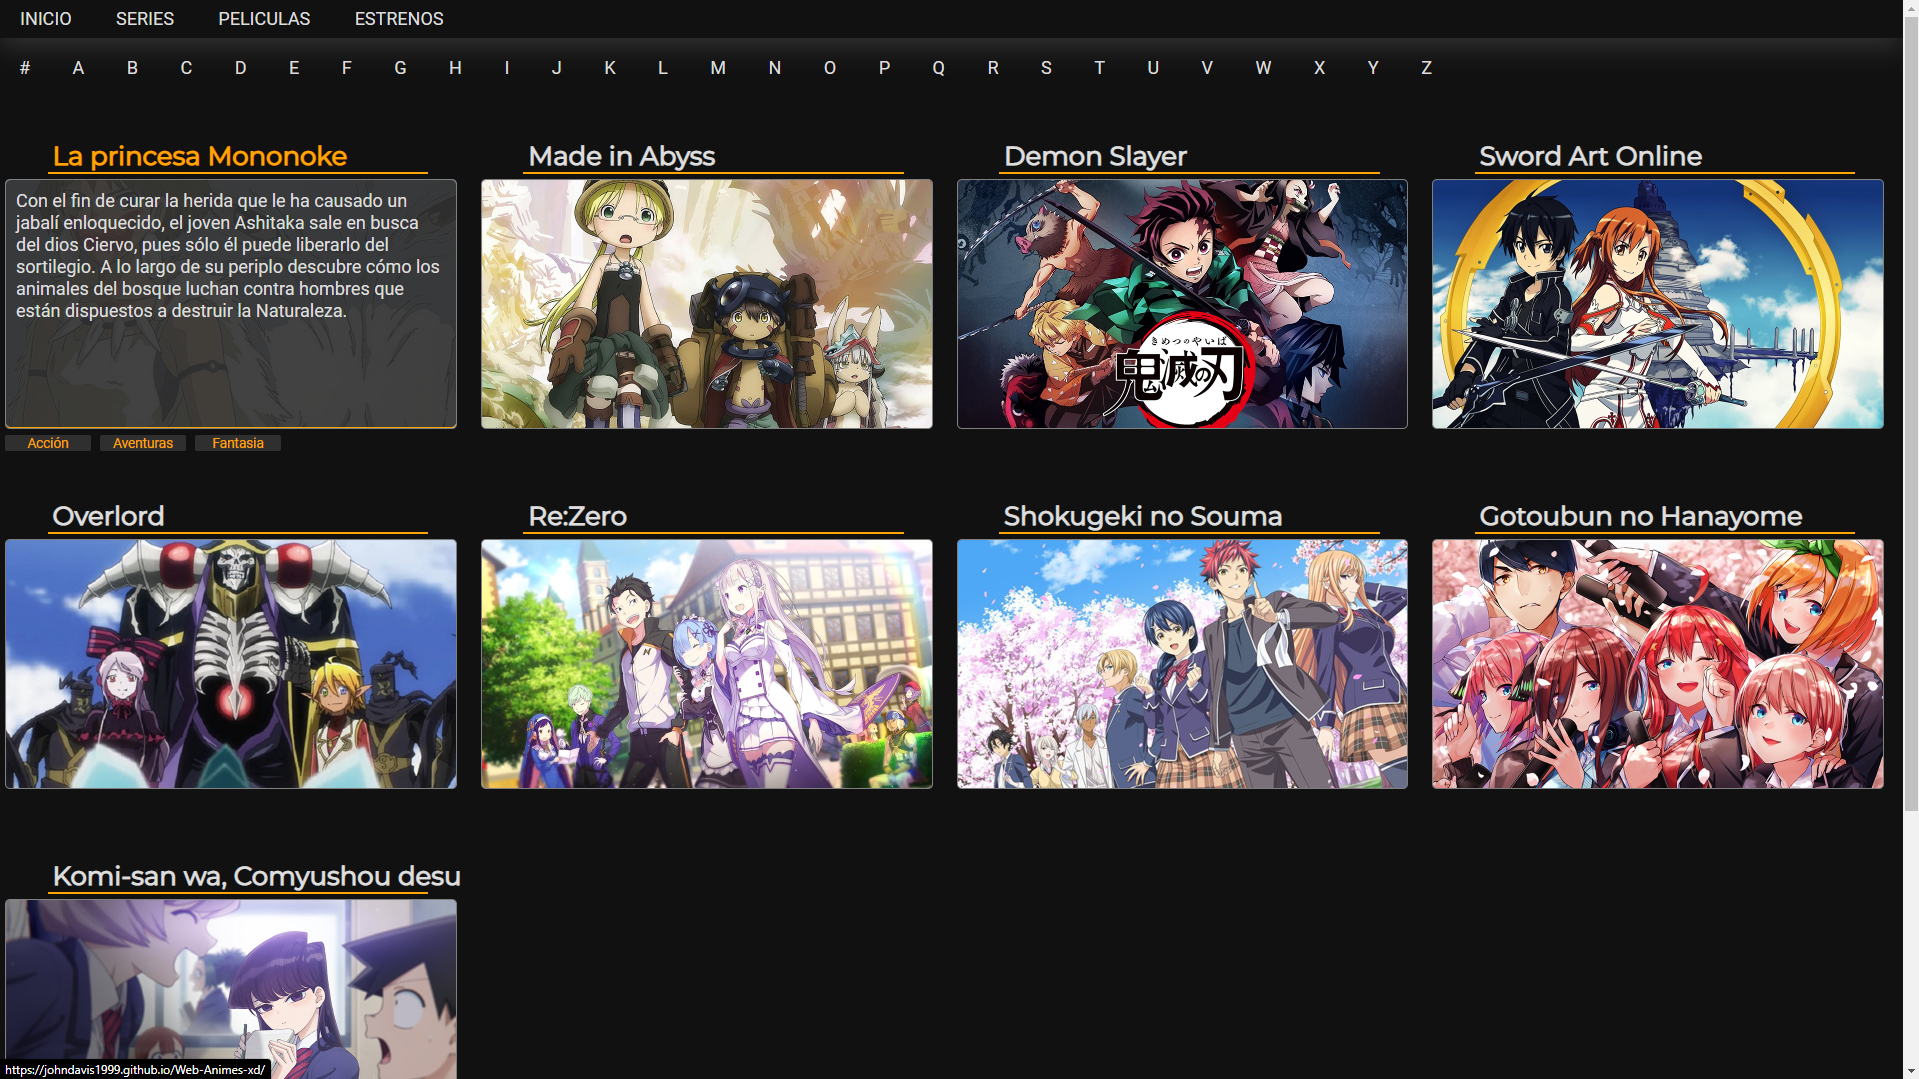 INICIO SERIES PELICULAS ESTRENOS
# A B C D E F G H I J K L M N O P Q R S T U V W X Y Z
La princesa Mononoke
Con el fin de curar la herida que le ha causado un
jabalí enloquecido, el joven Ashitaka sale en busca
del dios Ciervo, pues sólo él puede liberarlo del
sortilegio. A lo largo de su periplo descubre cómo los
animales del bosque luchan contra hombres que
están dispuestos a destruir la Naturaleza.
Acción Aventuras Fantasia
Made in Abyss
Demon Slayer
きめつのやいば
鬼滅の刃
Sword Art Online
Overlord
Re:Zero
Shokugeki no Souma
Gotoubun no Hanayome
Komi-san wa, Comyushou desu
https://johndavis1999.github.io/Web-Animes-xd/